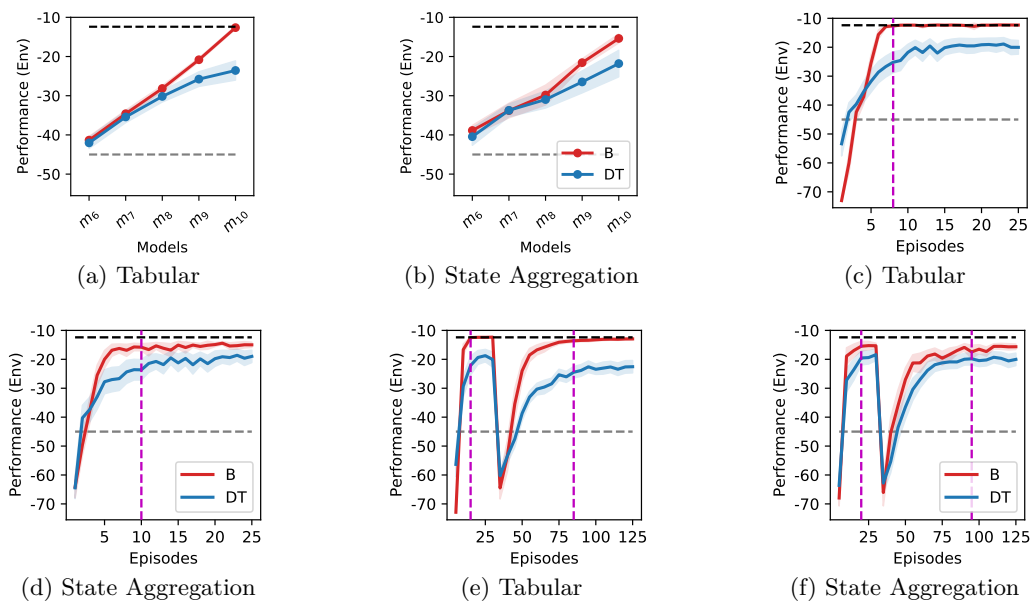 -10
-20
-30
-40
-50
Performance (Env)
m6 m7 m8 m9 m10
Models
(a) Tabular
-10
-20
-30
-40
-50
Performance (Env)
B
DT
m6 m7 m8 m9 m10
Models
(b) State Aggregation
-10
-20
-30
-40
-50
-60
-70
Performance (Env)
5 10 15 20 25
Episodes
(c) Tabular
-10
-20
-30
-40
-50
-60
-70
Performance (Env)
B
DT
5 10 15 20 25
Episodes
(d) State Aggregation
-10
-20
-30
-40
-50
-60
-70
Performance (Env)
25 50 75 100 125
Episodes
(e) Tabular
-10
-20
-30
-40
-50
-60
-70
Performance (Env)
B
DT
25 50 75 100 125
Episodes
(f) State Aggregation